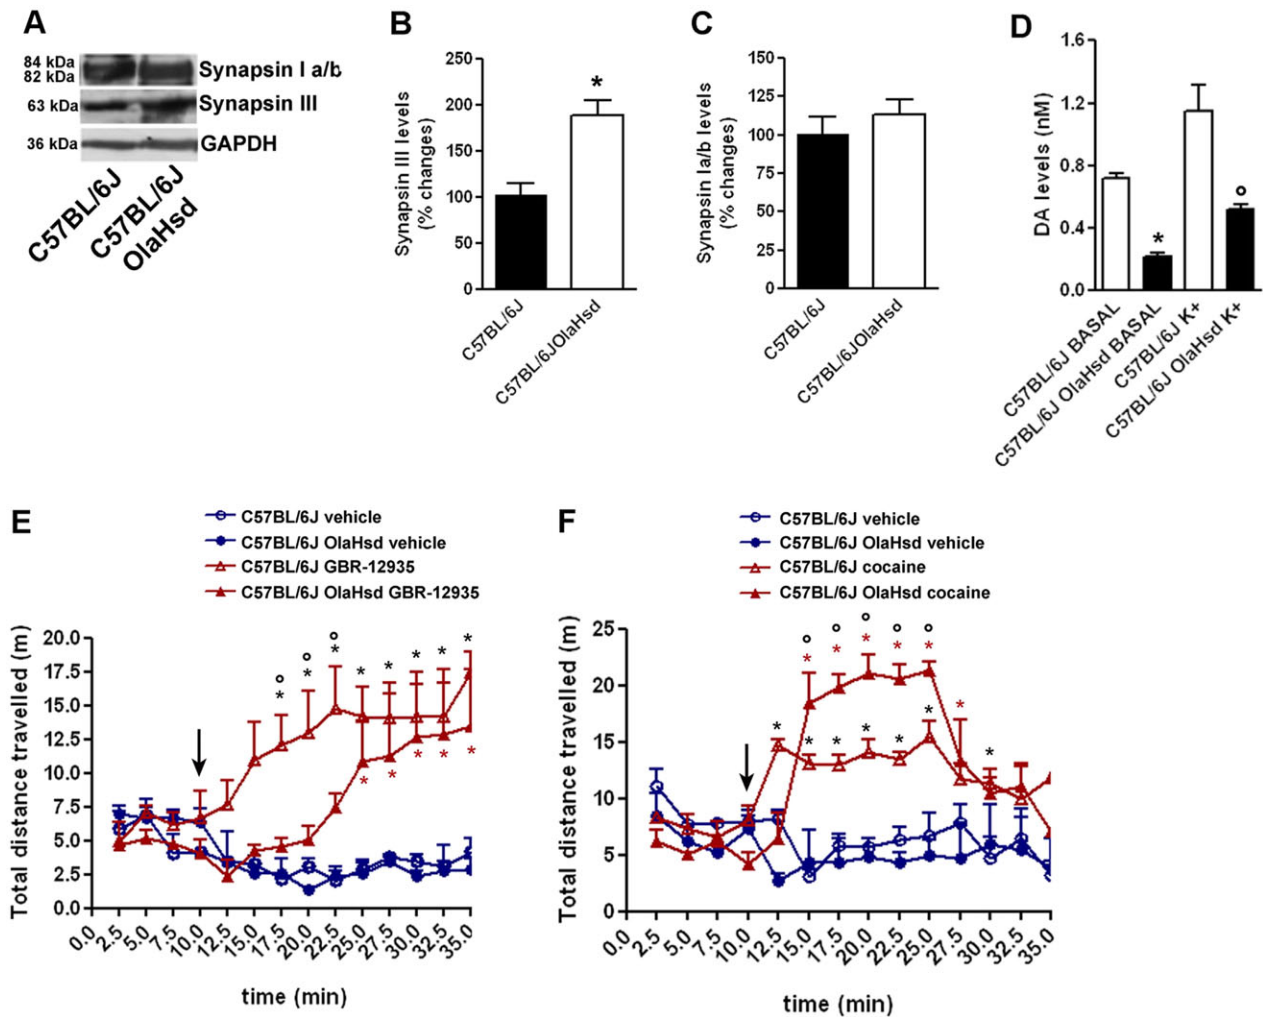 A
84 kDa
82 kDa
Synapsin I a/b
63 kDa
Synapsin III
36 kDa
GAPDH
C57BL/6J
C57BL/6J
OlaHsd
B
Synapsin III levels
(% changes)
250
200
150
100
50
0
*
C57BL/6J
C57BL/6JOlaHsd
C
Synapsin Ia/b levels
(% changes)
150
125
100
75
50
25
0
C57BL/6J
C57BL/6JOlaHsd
D
DA levels (nM)
1.6
1.2
0.8
0.4
0.0
*
°
C57BL/6J BASAL
C57BL/6J OlaHsd BASAL
C57BL/6J K+
C57BL/6J OlaHsd K+
E
C57BL/6J vehicle
C57BL/6J OlaHsd vehicle
C57BL/6J GBR-12935
C57BL/6J OlaHsd GBR-12935
Total distance travelled (m)
20.0
17.5
15.0
12.5
10.0
7.5
5.0
2.5
0.0
° ° °
* * * * * * * *
* * * * *
0.0 2.5 5.0 7.5 10.0 12.5 15.0 17.5 20.0 22.5 25.0 27.5 30.0 32.5 35.0
time (min)
F
C57BL/6J vehicle
C57BL/6J OlaHsd vehicle
C57BL/6J cocaine
C57BL/6J OlaHsd cocaine
Total distance travelled (m)
25
20
15
10
5
0
° ° ° ° °
* * * * * *
* * * * * * *
0.0 2.5 5.0 7.5 10.0 12.5 15.0 17.5 20.0 22.5 25.0 27.5 30.0 32.5 35.0
time (min)